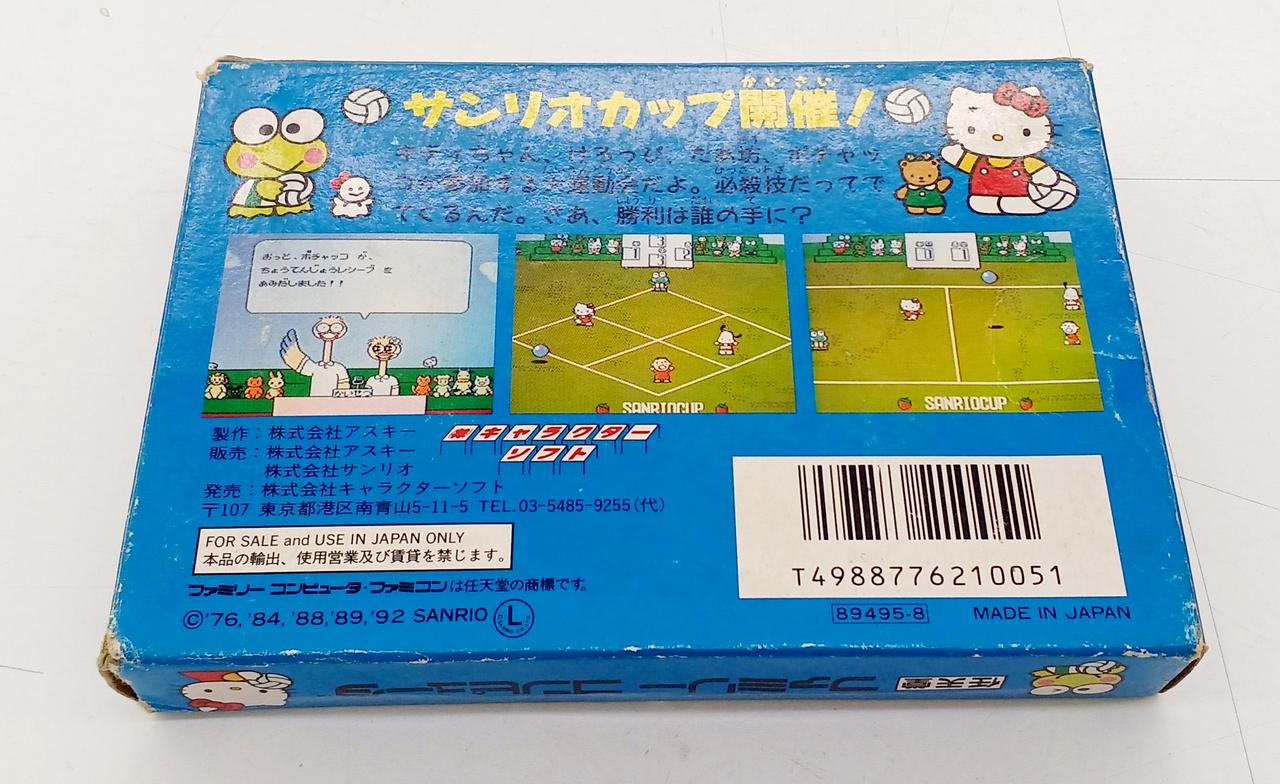 かいさい
サンリオカップ開催！
キティちゃん、けろっぴ、たあ坊、ポチャッ
コが参加する大運動会だよ。必殺技だってで
てくるんだ。さあ、勝利は誰の手に？
おっと、ポチャッコ が、
ちょうてんじょうレシーブ を
あみだしました！！
1 3 3 2
0 1
SANRIOCUP
SANRIOCUP
製作：株式会社アスキー
販売：株式会社アスキー
株式会社サンリオ
キャラクター
ソフト
発売：株式会社キャラクターソフト
〒107 東京都港区南青山5-11-5 TEL.03-5485-9255（代）
FOR SALE and USE IN JAPAN ONLY
本品の輸出、使用営業及び賃貸を禁じます。
ファミリー コンピュータ・ファミコンは任天堂の商標です。
©'76,'84,'88,'89,'92 SANRIO Ⓛ
T4988776210051
89495-8 MADE IN JAPAN
任天堂 ファミリー コンピュータ